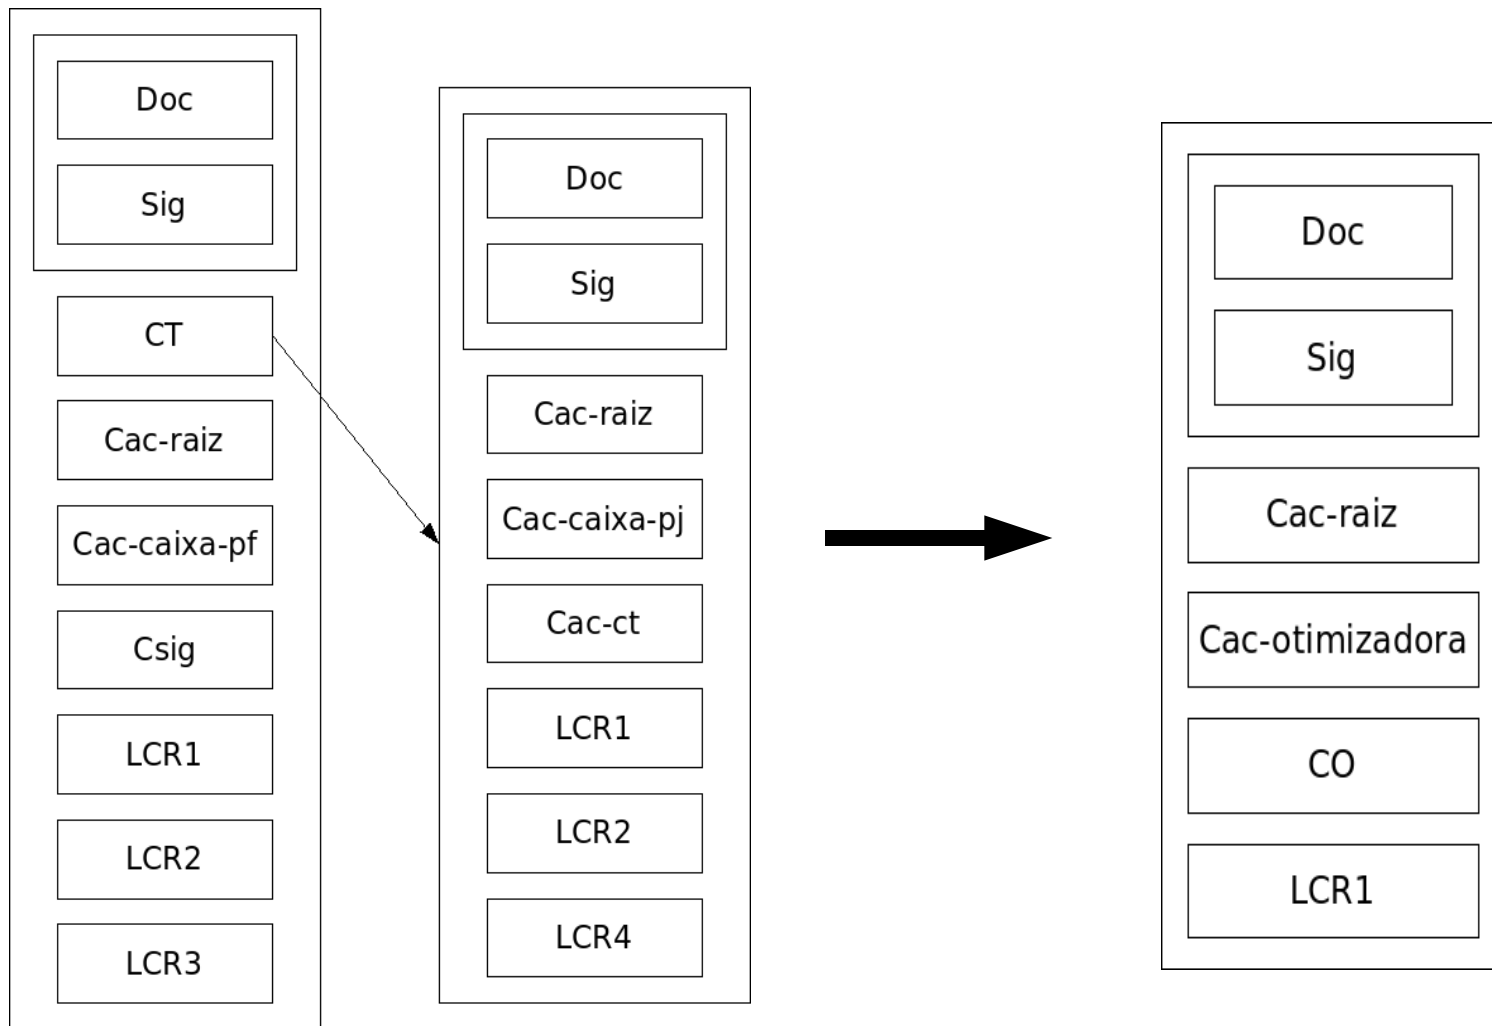 Doc
Sig
CT
Cac-raiz
Cac-caixa-pf
Csig
LCR1
LCR2
LCR3
Doc
Sig
Cac-raiz
Cac-caixa-pj
Cac-ct
LCR1
LCR2
LCR4
Doc
Sig
Cac-raiz
Cac-otimizadora
CO
LCR1